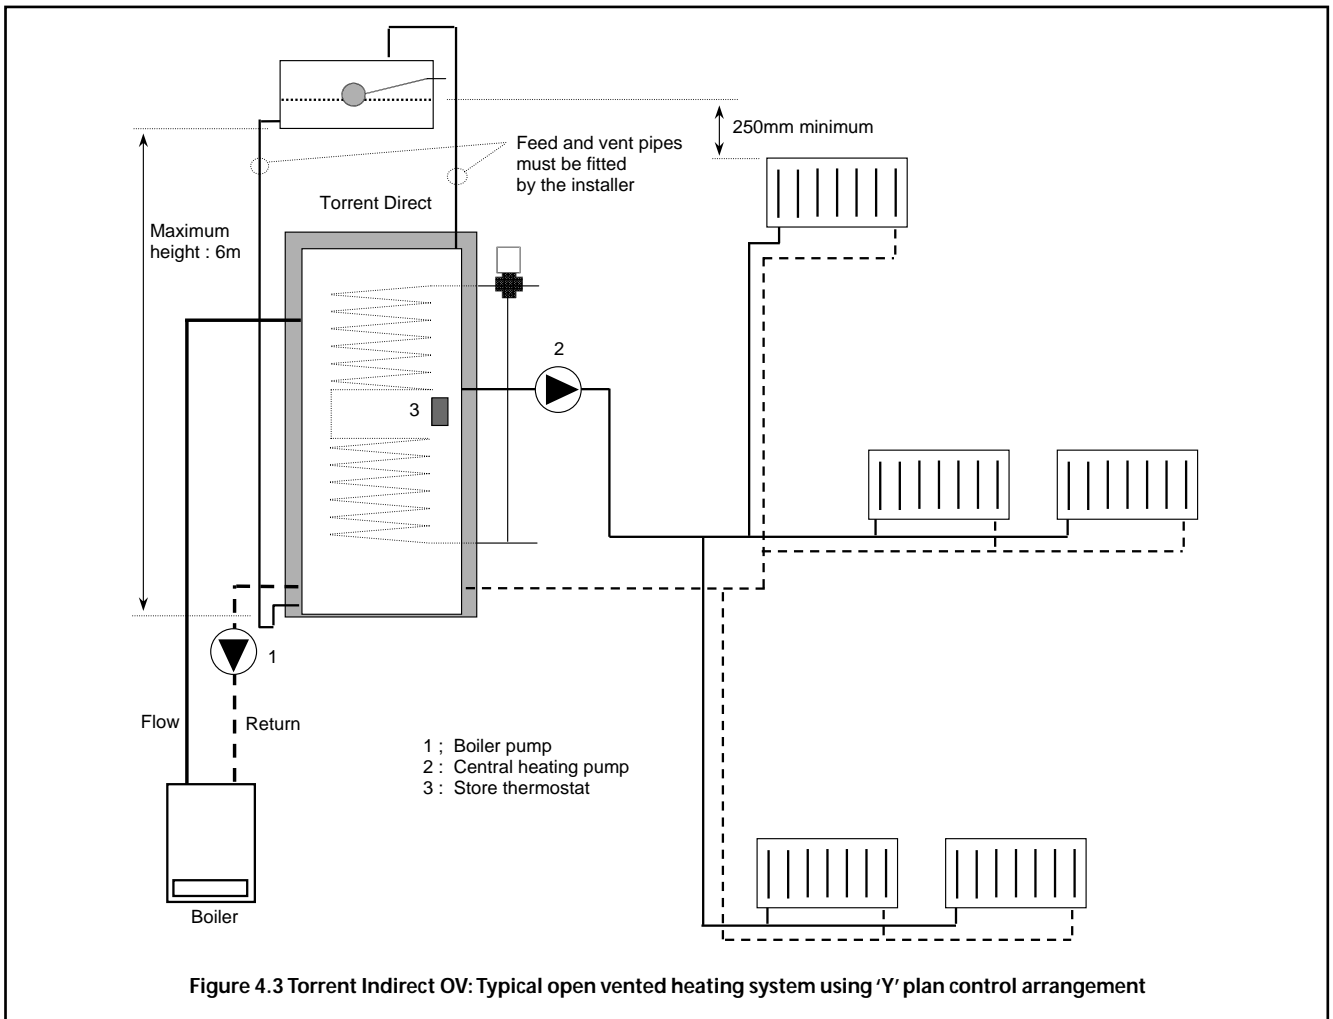 250mm minimum
Feed and vent pipes
must be fitted
by the installer
Torrent Direct
Maximum
height : 6m
2
3
1
Flow
Return
1 ; Boiler pump
2 : Central heating pump
3 : Store thermostat
Boiler
Figure 4.3 Torrent Indirect OV: Typical open vented heating system using ‘Y’ plan control arrangement